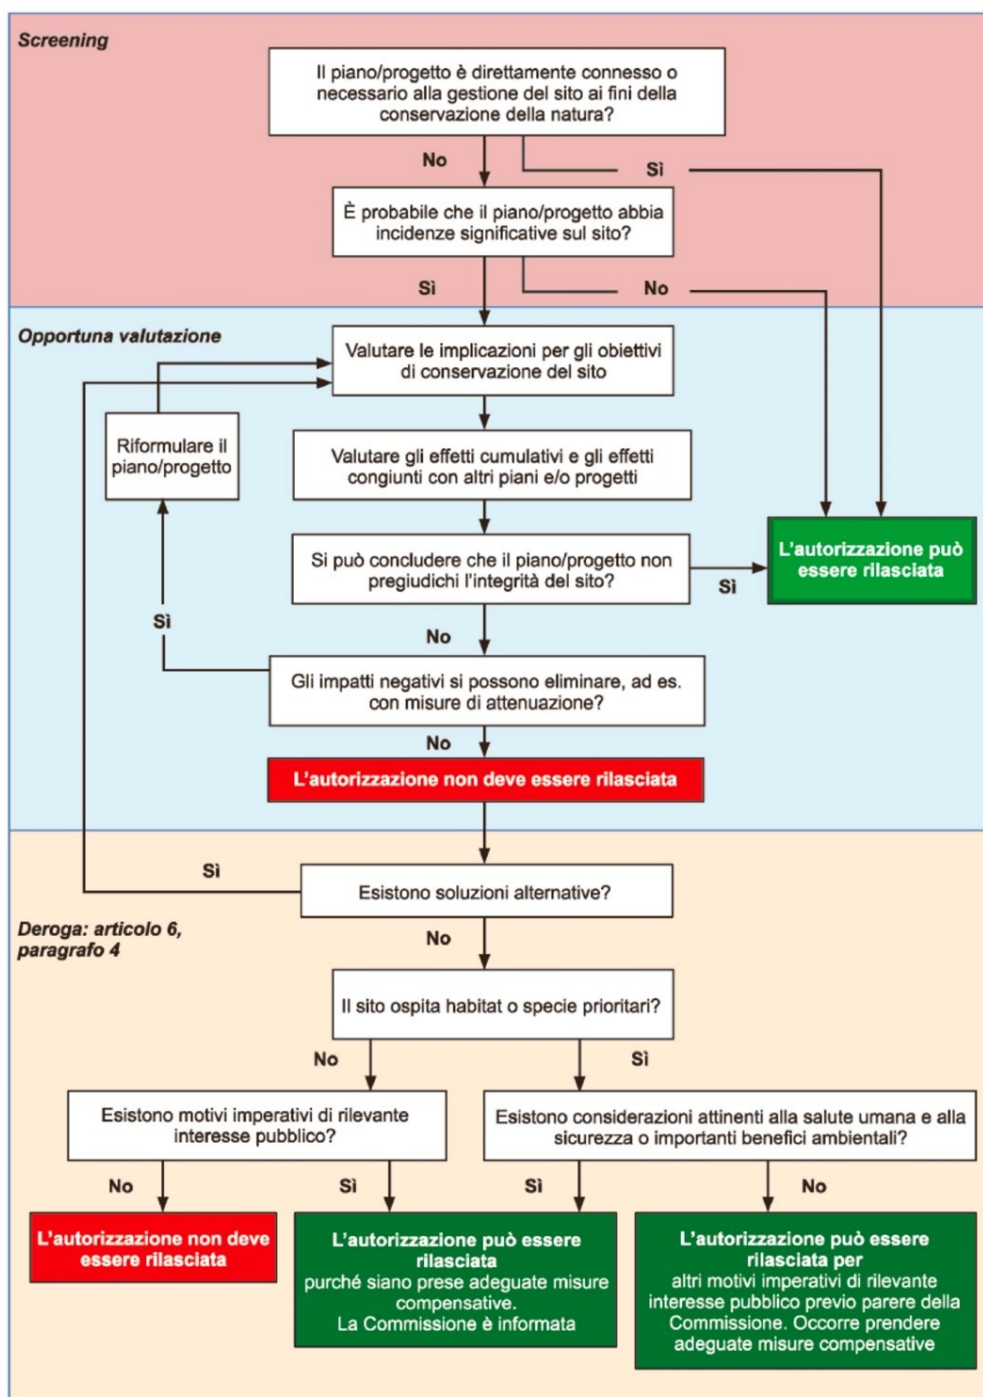 Screening
Il piano/progetto è direttamente connesso o
necessario alla gestione del sito ai fini della
conservazione della natura?
No
Sì
È probabile che il piano/progetto abbia
incidenze significative sul sito?
Sì
No
Opportuna valutazione
Valutare le implicazioni per gli obiettivi
di conservazione del sito
Riformulare il
piano/progetto
Valutare gli effetti cumulativi e gli effetti
congiunti con altri piani e/o progetti
Si può concludere che il piano/progetto non
pregiudichi l'integrità del sito?
Sì
L'autorizzazione può
essere rilasciata
Sì
No
Gli impatti negativi si possono eliminare, ad es.
con misure di attenuazione?
No
L'autorizzazione non deve essere rilasciata
Sì
Esistono soluzioni alternative?
Deroga: articolo 6,
paragrafo 4
No
Il sito ospita habitat o specie prioritari?
No
Sì
Esistono motivi imperativi di rilevante
interesse pubblico?
Esistono considerazioni attinenti alla salute umana e alla
sicurezza o importanti benefici ambientali?
No
Sì
Sì
No
L'autorizzazione non deve
essere rilasciata
L'autorizzazione può essere
rilasciata
purché siano prese adeguate misure
compensative.
La Commissione è informata
L'autorizzazione può essere
rilasciata per
altri motivi imperativi di rilevante
interesse pubblico previo parere della
Commissione. Occorre prendere
adeguate misure compensative